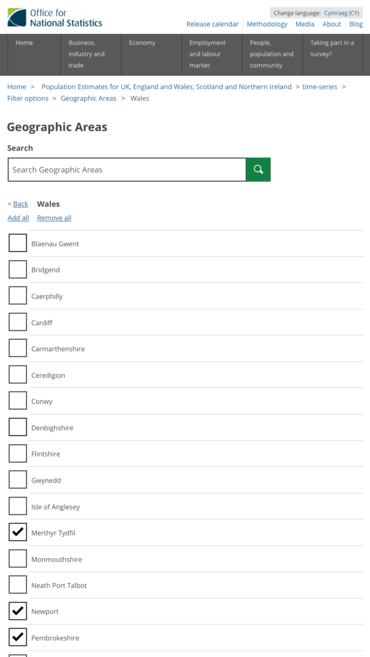 Office for
National Statistics
Change language: Cymraeg (CY)
Release calendar Methodology Media About Blog
Home
Business,
industry and
trade
Economy
Employment
and labour
market
People,
population and
community
Taking part in a
survey?
Home > Population Estimates for UK, England and Wales, Scotland and Northern Ireland > time-series >
Filter options > Geographic Areas > Wales
Geographic Areas
Search
Search Geographic Areas
< Back Wales
Add all Remove all
Blaenau Gwent
Bridgend
Caerphilly
Cardiff
Carmarthenshire
Ceredigion
Conwy
Denbighshire
Flintshire
Gwynedd
Isle of Anglesey
Merthyr Tydfil
Monmouthshire
Neath Port Talbot
Newport
Pembrokeshire